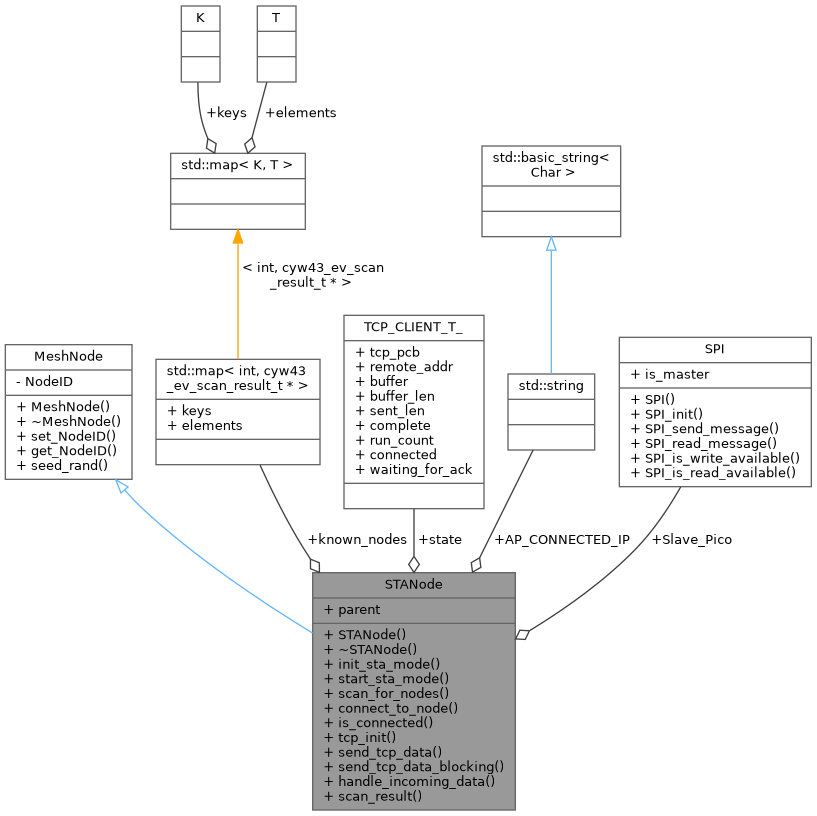 K
T
+keys
+elements
std::map< K, T >
std::basic_string<
Char >
< int, cyw43_ev_scan
_result_t * >
MeshNode
- NodeID
+ MeshNode()
+ ~MeshNode()
+ set_NodeID()
+ get_NodeID()
+ seed_rand()
std::map< int, cyw43
_ev_scan_result_t * >
+ keys
+ elements
TCP_CLIENT_T_
+ tcp_pcb
+ remote_addr
+ buffer
+ buffer_len
+ sent_len
+ complete
+ run_count
+ connected
+ waiting_for_ack
std::string
SPI
+ is_master
+ SPI()
+ SPI_init()
+ SPI_send_message()
+ SPI_read_message()
+ SPI_is_write_available()
+ SPI_is_read_available()
+known_nodes
+state
+AP_CONNECTED_IP
+Slave_Pico
STANode
+ parent
+ STANode()
+ ~STANode()
+ init_sta_mode()
+ start_sta_mode()
+ scan_for_nodes()
+ connect_to_node()
+ is_connected()
+ tcp_init()
+ send_tcp_data()
+ send_tcp_data_blocking()
+ handle_incoming_data()
+ scan_result()